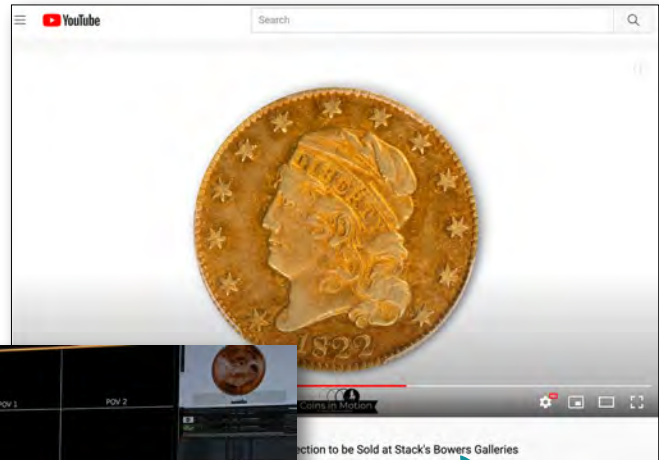 YouTube
Search
LIBERTY
1822
POV 1
POV 2
Coins in Motion
ection to be Sold at Stack's Bowers Galleries